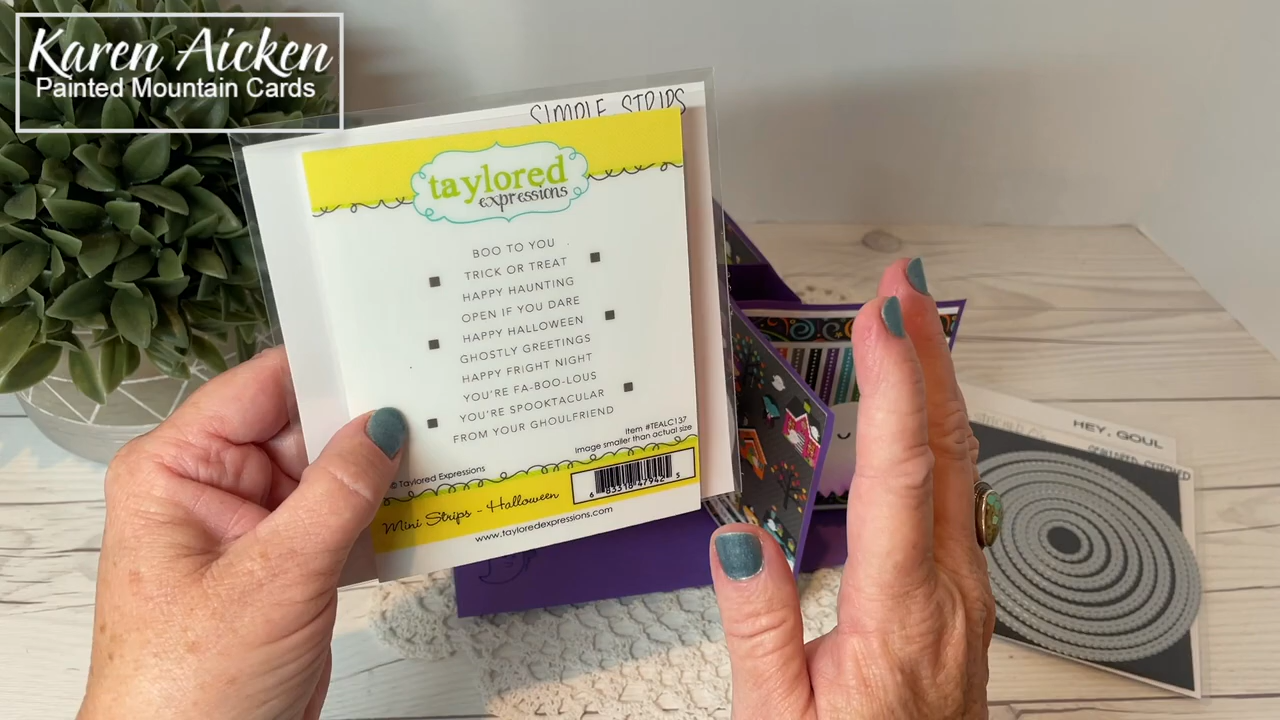 Karen Aicken
Painted Mountain Cards
SIMPLE STRIPS
taylored
expressions
BOO TO YOU
TRICK OR TREAT
HAPPY HAUNTING
OPEN IF YOU DARE
HAPPY HALLOWEEN
GHOSTLY GREETINGS
HAPPY FRIGHT NIGHT
YOU'RE FA-BOO-LOUS
YOU'RE SPOOKTACULAR
FROM YOUR GHOULFRIEND
Item #TEALC137
Image smaller than actual size
© Taylored Expressions
Mini Strips - Halloween
www.tayloredexpressions.com
HEY, GOUL